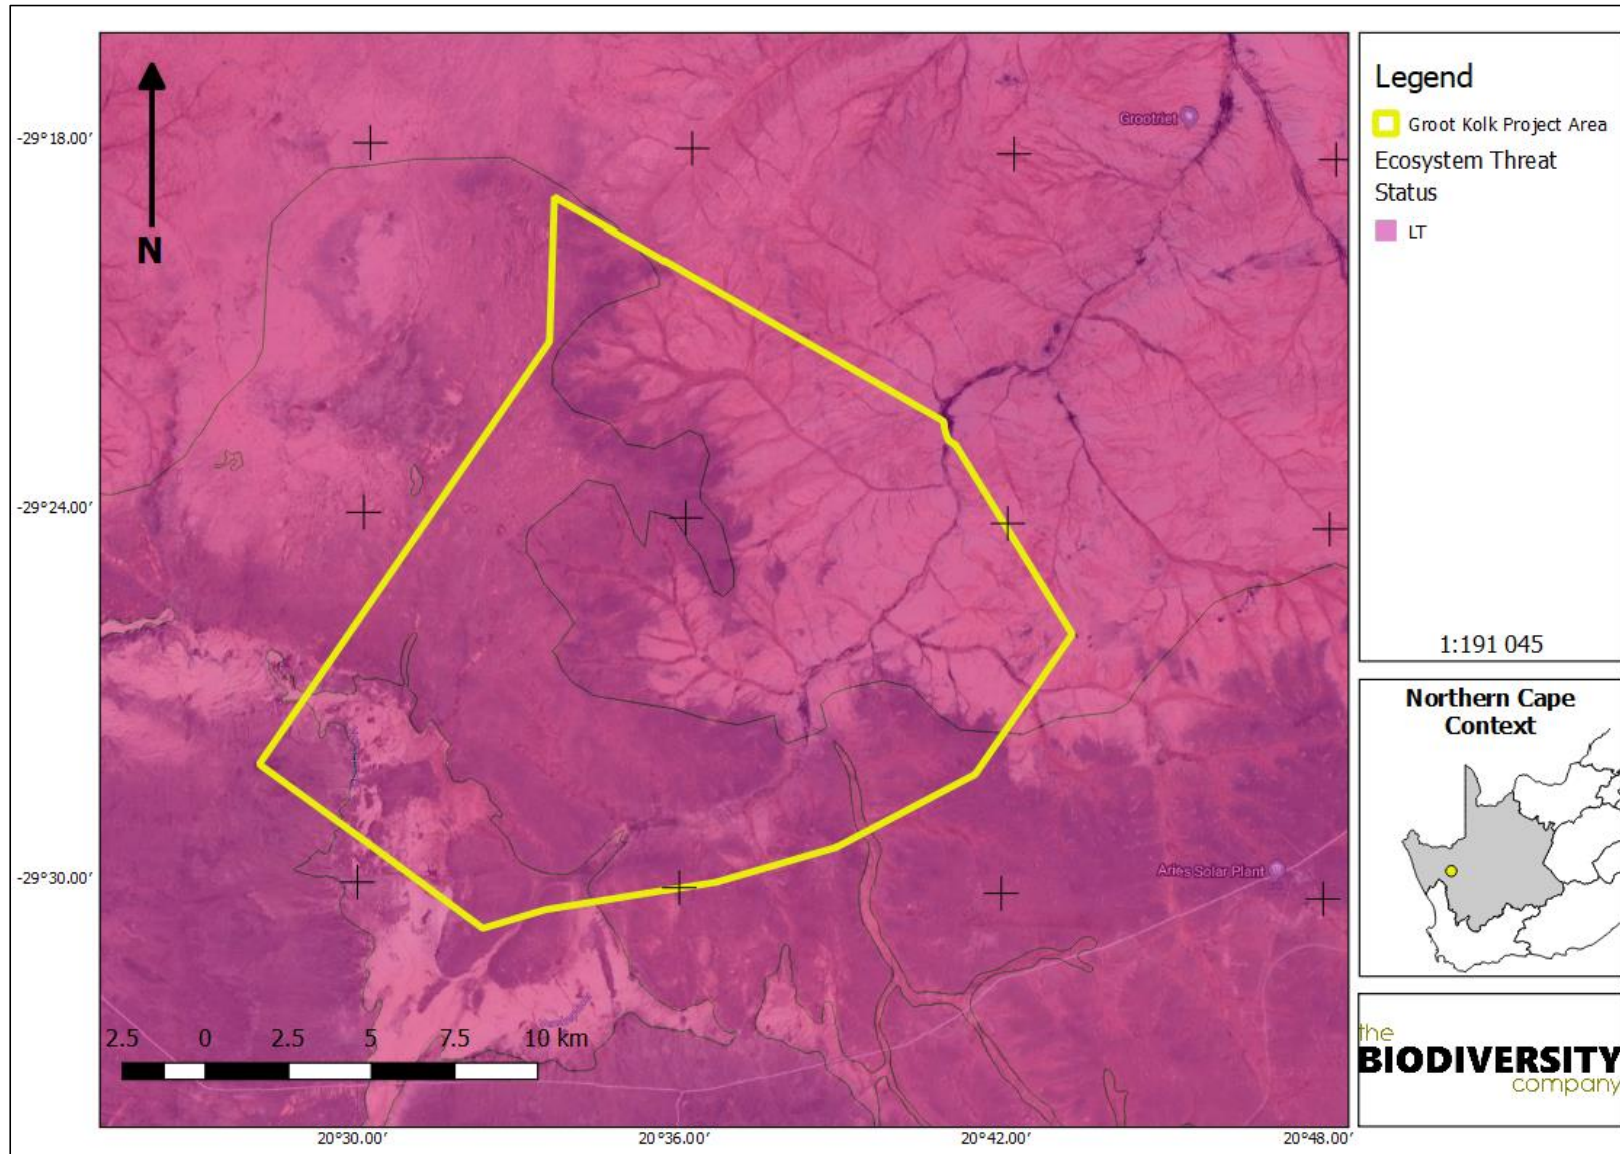 Legend
Groot Kolk Project Area
Ecosystem Threat
Status
LT
1:191 045
Northern Cape
Context
the
BIODIVERSITY
company
N
Grootriet
Aries Solar Plant
-29°18.00′
-29°24.00′
-29°30.00′
2.5 0 2.5 5 7.5 10 km
20°30.00′ 20°36.00′ 20°42.00′ 20°48.00′